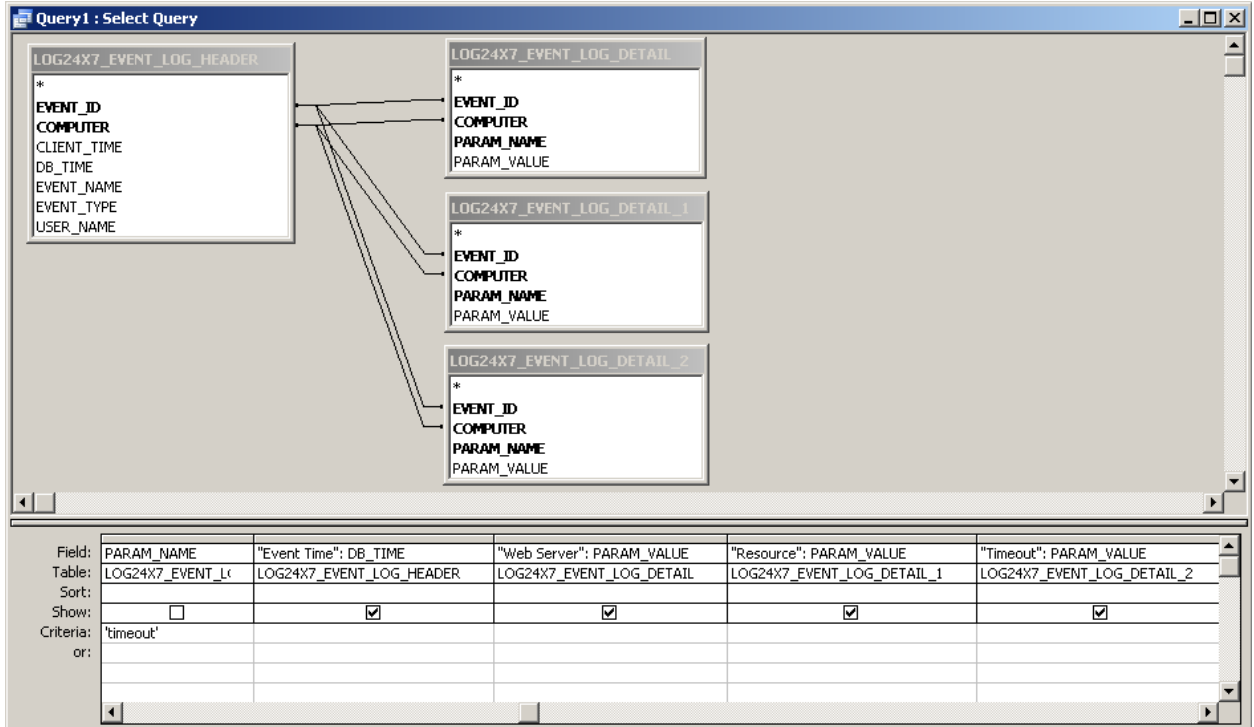 Query1 : Select Query
LOG24X7_EVENT_LOG_HEADER
*
EVENT_ID
COMPUTER
CLIENT_TIME
DB_TIME
EVENT_NAME
EVENT_TYPE
USER_NAME
LOG24X7_EVENT_LOG_DETAIL
*
EVENT_ID
COMPUTER
PARAM_NAME
PARAM_VALUE
LOG24X7_EVENT_LOG_DETAIL_1
*
EVENT_ID
COMPUTER
PARAM_NAME
PARAM_VALUE
LOG24X7_EVENT_LOG_DETAIL_2
*
EVENT_ID
COMPUTER
PARAM_NAME
PARAM_VALUE
Field: PARAM_NAME "Event Time": DB_TIME "Web Server": PARAM_VALUE "Resource": PARAM_VALUE "Timeout": PARAM_VALUE
Table: LOG24X7_EVENT_L LOG24X7_EVENT_LOG_HEADER LOG24X7_EVENT_LOG_DETAIL LOG24X7_EVENT_LOG_DETAIL_1 LOG24X7_EVENT_LOG_DETAIL_2
Sort:
Show:
Criteria: 'timeout'
or: